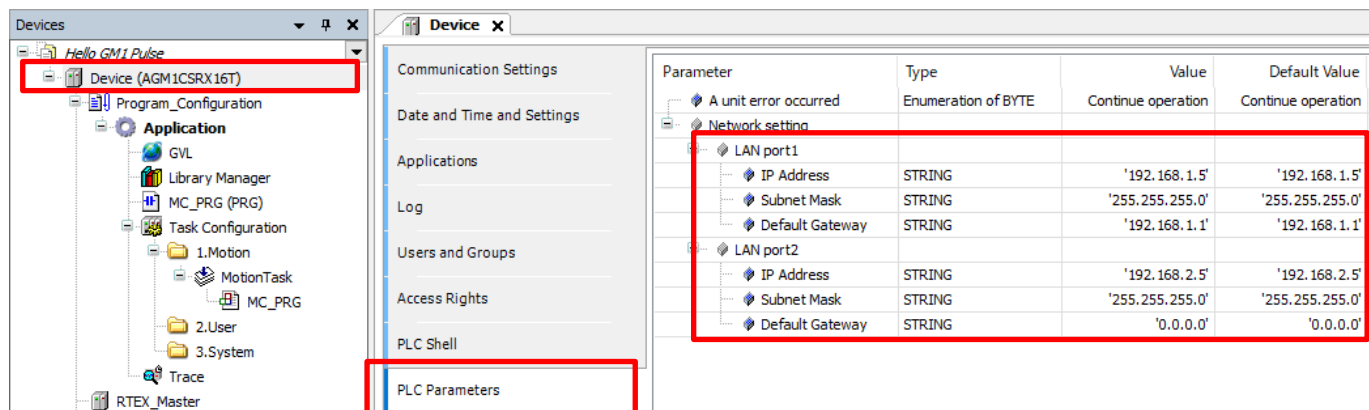 Devices
Hello GM1 Pulse
Device (AGM1CSRX16T)
Program_Configuration
Application
GVL
Library Manager
MC_PRG (PRG)
Task Configuration
1.Motion
MotionTask
MC_PRG
2.User
3.System
Trace
RTEX_Master
Device
Communication Settings
Date and Time and Settings
Applications
Log
Users and Groups
Access Rights
PLC Shell
PLC Parameters
Parameter Type Value Default Value
A unit error occurred Enumeration of BYTE Continue operation Continue operation
Network setting
LAN port1
IP Address STRING '192.168.1.5' '192.168.1.5'
Subnet Mask STRING '255.255.255.0' '255.255.255.0'
Default Gateway STRING '192.168.1.1' '192.168.1.1'
LAN port2
IP Address STRING '192.168.2.5' '192.168.2.5'
Subnet Mask STRING '255.255.255.0' '255.255.255.0'
Default Gateway STRING '0.0.0.0' '0.0.0.0'